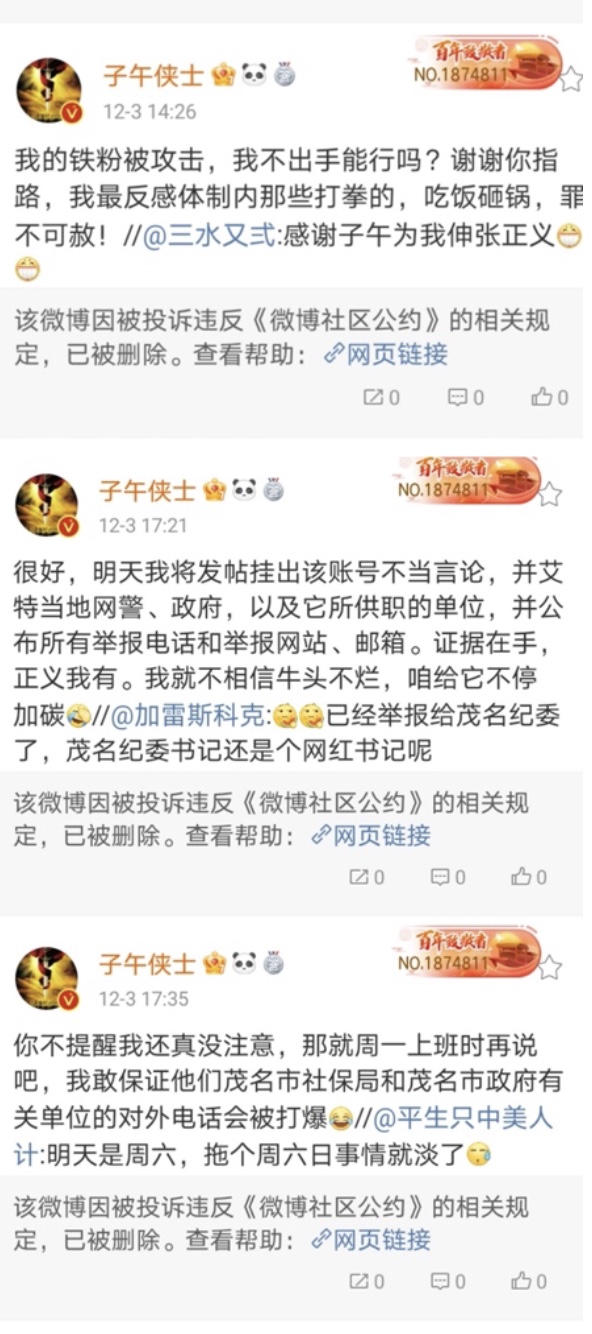 百年致敬者
子午侠士
NO.1874811
12-3 14:26
我的铁粉被攻击，我不出手能行吗？谢谢你指
路，我最反感体制内那些打拳的，吃饭砸锅，罪
不可赦！//@三水又弍:感谢子午为我伸张正义😁
😁
该微博因被投诉违反《微博社区公约》的相关规
定，已被删除。查看帮助：网页链接
0 0 0
百年致敬者
子午侠士
NO.1874811
12-3 17:21
很好，明天我将发帖挂出该账号不当言论，并艾
特当地网警、政府，以及它所供职的单位，并公
布所有举报电话和举报网站、邮箱。证据在手，
正义我有。我就不相信牛头不烂，咱给它不停
加碳🤣//@加雷斯科克:🤔🤔已经举报给茂名纪委
了，茂名纪委书记还是个网红书记呢
该微博因被投诉违反《微博社区公约》的相关规
定，已被删除。查看帮助：网页链接
0 0 0
百年致敬者
子午侠士
NO.1874811
12-3 17:35
你不提醒我还真没注意，那就周一上班时再说
吧，我敢保证他们茂名市社保局和茂名市政府有
关单位的对外电话会被打爆😂//@平生只中美人
计:明天是周六，拖个周六日事情就淡了😪
该微博因被投诉违反《微博社区公约》的相关规
定，已被删除。查看帮助：网页链接
0 0 0